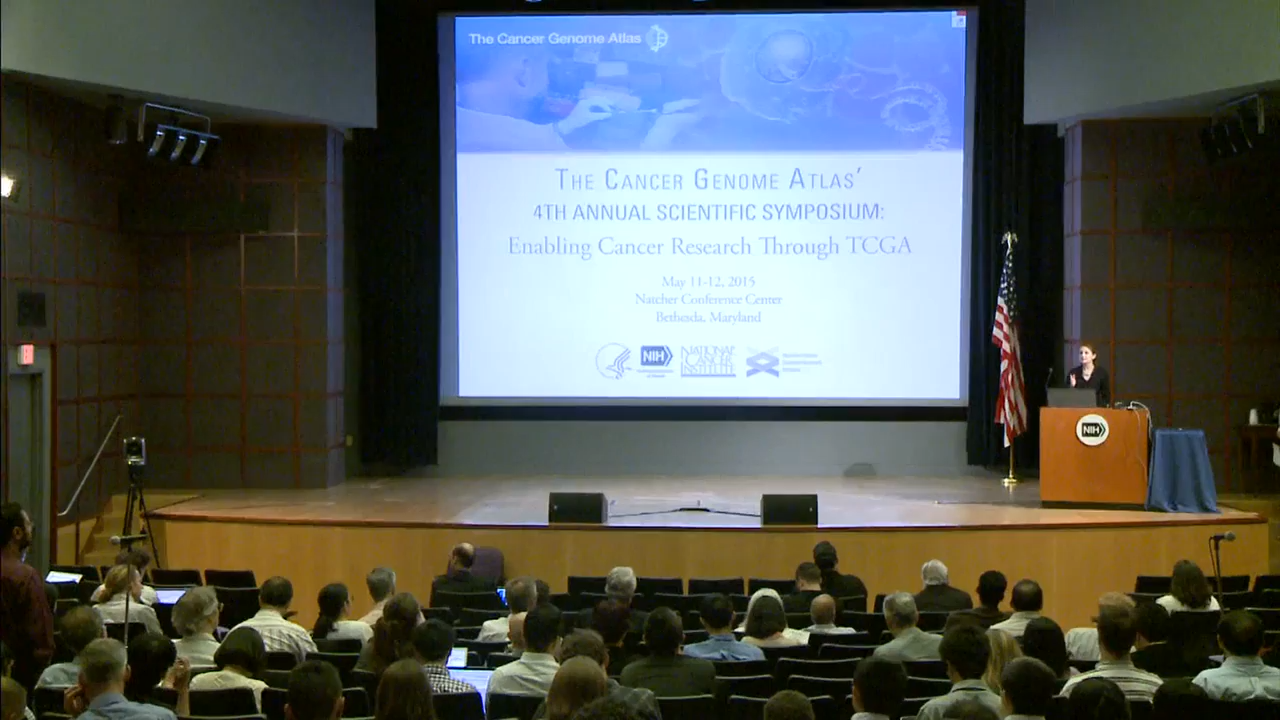 The Cancer Genome Atlas
THE CANCER GENOME ATLAS'
4TH ANNUAL SCIENTIFIC SYMPOSIUM:
Enabling Cancer Research Through TCGA
May 11-12, 2015
Natcher Conference Center
Bethesda, Maryland
NIH
NATIONAL
CANCER
INSTITUTE
NIH